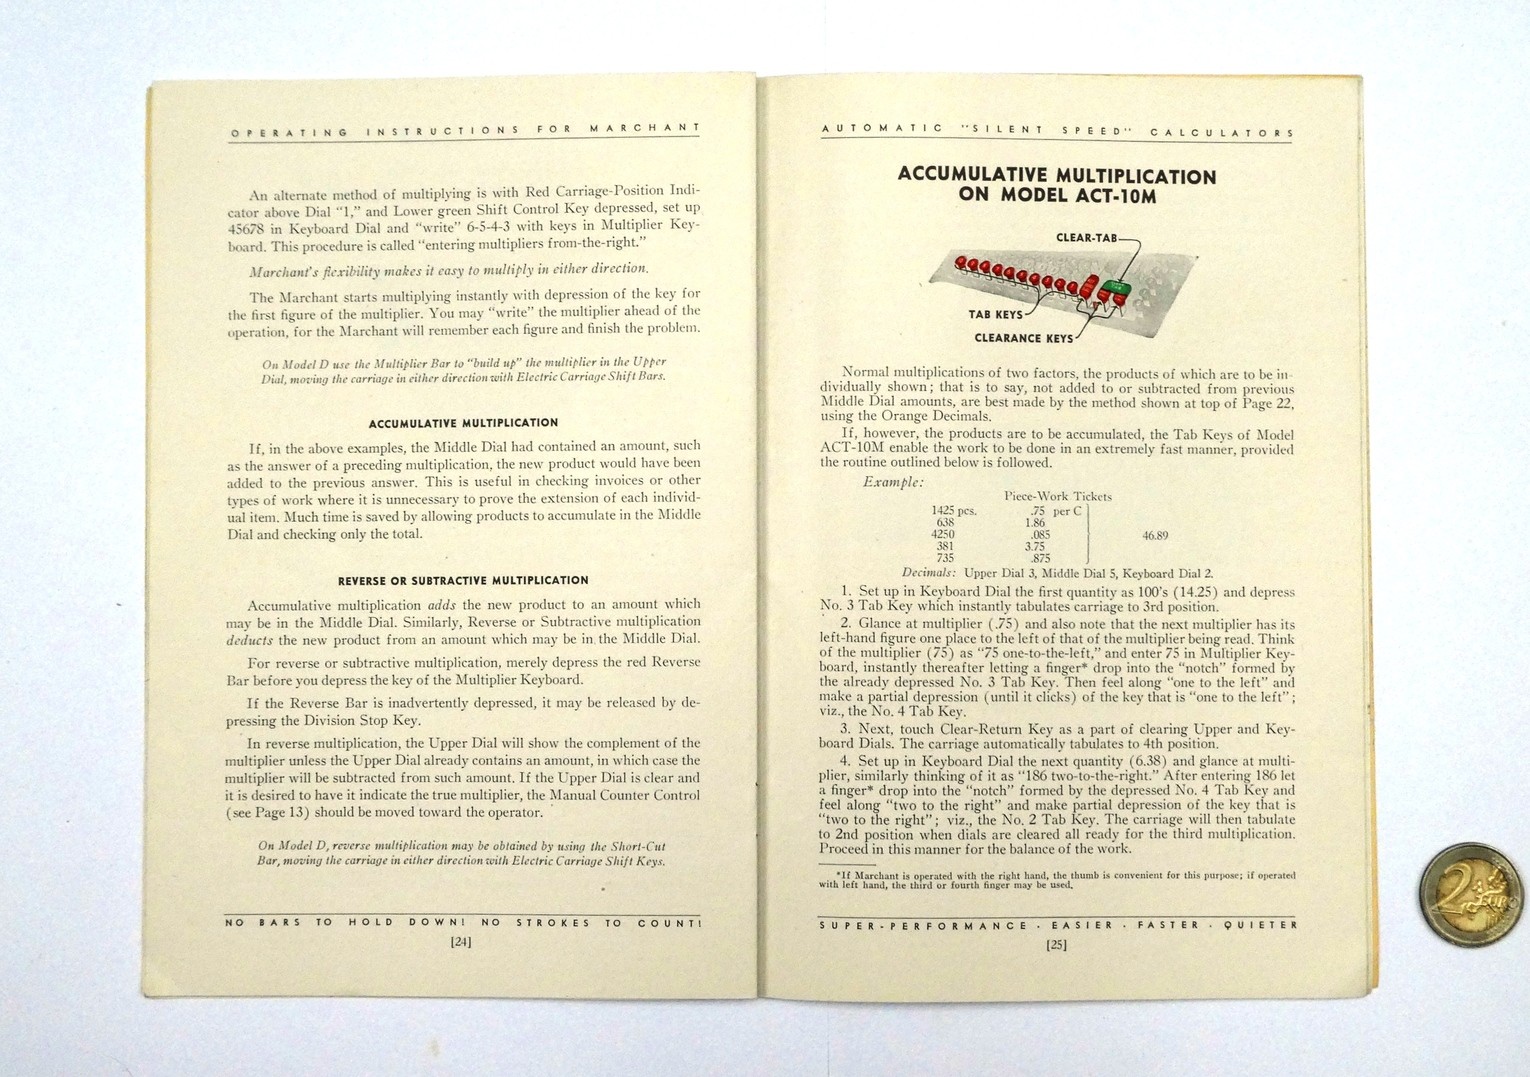 OPERATING INSTRUCTIONS FOR MARCHANT
An alternate method of multiplying is with Red Carriage-Position Indi-
cator above Dial "1," and Lower green Shift Control Key depressed, set up
45678 in Keyboard Dial and "write" 6-5-4-3 with keys in Multiplier Key-
board. This procedure is called "entering multipliers from-the-right."
Marchant's flexibility makes it easy to multiply in either direction.
The Marchant starts multiplying instantly with depression of the key for
the first figure of the multiplier. You may "write" the multiplier ahead of the
operation, for the Marchant will remember each figure and finish the problem.
On Model D use the Multiplier Bar to "build up" the multiplier in the Upper
Dial, moving the carriage in either direction with Electric Carriage Shift Bars.
ACCUMULATIVE MULTIPLICATION
If, in the above examples, the Middle Dial had contained an amount, such
as the answer of a preceding multiplication, the new product would have been
added to the previous answer. This is useful in checking invoices or other
types of work where it is unnecessary to prove the extension of each individ-
ual item. Much time is saved by allowing products to accumulate in the Middle
Dial and checking only the total.
REVERSE OR SUBTRACTIVE MULTIPLICATION
Accumulative multiplication adds the new product to an amount which
may be in the Middle Dial. Similarly, Reverse or Subtractive multiplication
deducts the new product from an amount which may be in the Middle Dial.
For reverse or subtractive multiplication, merely depress the red Reverse
Bar before you depress the key of the Multiplier Keyboard.
If the Reverse Bar is inadvertently depressed, it may be released by de-
pressing the Division Stop Key.
In reverse multiplication, the Upper Dial will show the complement of the
multiplier unless the Upper Dial already contains an amount, in which case the
multiplier will be subtracted from such amount. If the Upper Dial is clear and
it is desired to have it indicate the true multiplier, the Manual Counter Control
(see Page 13) should be moved toward the operator.
On Model D, reverse multiplication may be obtained by using the Short-Cut
Bar, moving the carriage in either direction with Electric Carriage Shift Keys.
NO BARS TO HOLD DOWN! NO STROKES TO COUNT!
[24]
AUTOMATIC "SILENT SPEED" CALCULATORS
ACCUMULATIVE MULTIPLICATION
ON MODEL ACT-10M
CLEAR-TAB
TAB KEYS
CLEARANCE KEYS
Normal multiplications of two factors, the products of which are to be in-
dividually shown; that is to say, not added to or subtracted from previous
Middle Dial amounts, are best made by the method shown at top of Page 22,
using the Orange Decimals.
If, however, the products are to be accumulated, the Tab Keys of Model
ACT-10M enable the work to be done in an extremely fast manner, provided
the routine outlined below is followed.
Example:
Piece-Work Tickets
1425 pcs. .75 per C
638 1.86
4250 .085 46.89
381 3.75
735 .875
Decimals: Upper Dial 3, Middle Dial 5, Keyboard Dial 2.
1. Set up in Keyboard Dial the first quantity as 100's (14.25) and depress
No. 3 Tab Key which instantly tabulates carriage to 3rd position.
2. Glance at multiplier (.75) and also note that the next multiplier has its
left-hand figure one place to the left of that of the multiplier being read. Think
of the multiplier (75) as "75 one-to-the-left," and enter 75 in Multiplier Key-
board, instantly thereafter letting a finger* drop into the "notch" formed by
the already depressed No. 3 Tab Key. Then feel along "one to the left" and
make a partial depression (until it clicks) of the key that is "one to the left";
viz., the No. 4 Tab Key.
3. Next, touch Clear-Return Key as a part of clearing Upper and Key-
board Dials. The carriage automatically tabulates to 4th position.
4. Set up in Keyboard Dial the next quantity (6.38) and glance at multi-
plier, similarly thinking of it as "186 two-to-the-right." After entering 186 let
a finger* drop into the "notch" formed by the depressed No. 4 Tab Key and
feel along "two to the right" and make partial depression of the key that is
"two to the right"; viz., the No. 2 Tab Key. The carriage will then tabulate
to 2nd position when dials are cleared all ready for the third multiplication.
Proceed in this manner for the balance of the work.
*If Marchant is operated with the right hand, the thumb is convenient for this purpose; if operated
with left hand, the third or fourth finger may be used.
SUPER-PERFORMANCE · EASIER · FASTER · QUIETER
[25]
2 EURO